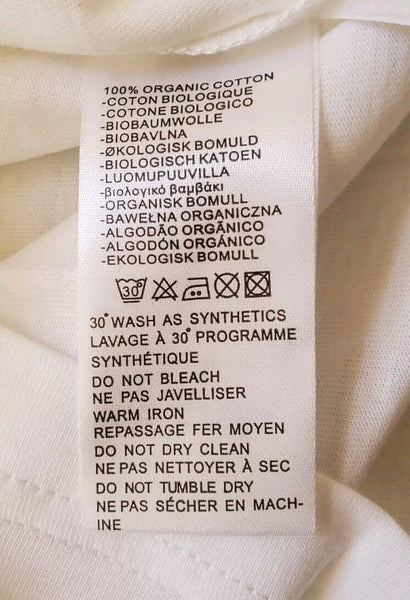 100% ORGANIC COTTON
-COTON BIOLOGIQUE
-COTONE BIOLOGICO
-BIOBAUMWOLLE
-BIOBAVLNA
-ØKOLOGISK BOMULD
-BIOLOGISCH KATOEN
-LUOMUPUUVILLA
-βιολογικό βαμβάκι
-ORGANISK BOMULL
-BAWEŁNA ORGANICZNA
-ALGODÃO ORGÂNICO
-ALGODÓN ORGÁNICO
-EKOLOGISK BOMULL
30°
30° WASH AS SYNTHETICS
LAVAGE À 30° PROGRAMME
SYNTHÉTIQUE
DO NOT BLEACH
NE PAS JAVELLISER
WARM IRON
REPASSAGE FER MOYEN
DO NOT DRY CLEAN
NE PAS NETTOYER À SEC
DO NOT TUMBLE DRY
NE PAS SÉCHER EN MACH-
INE